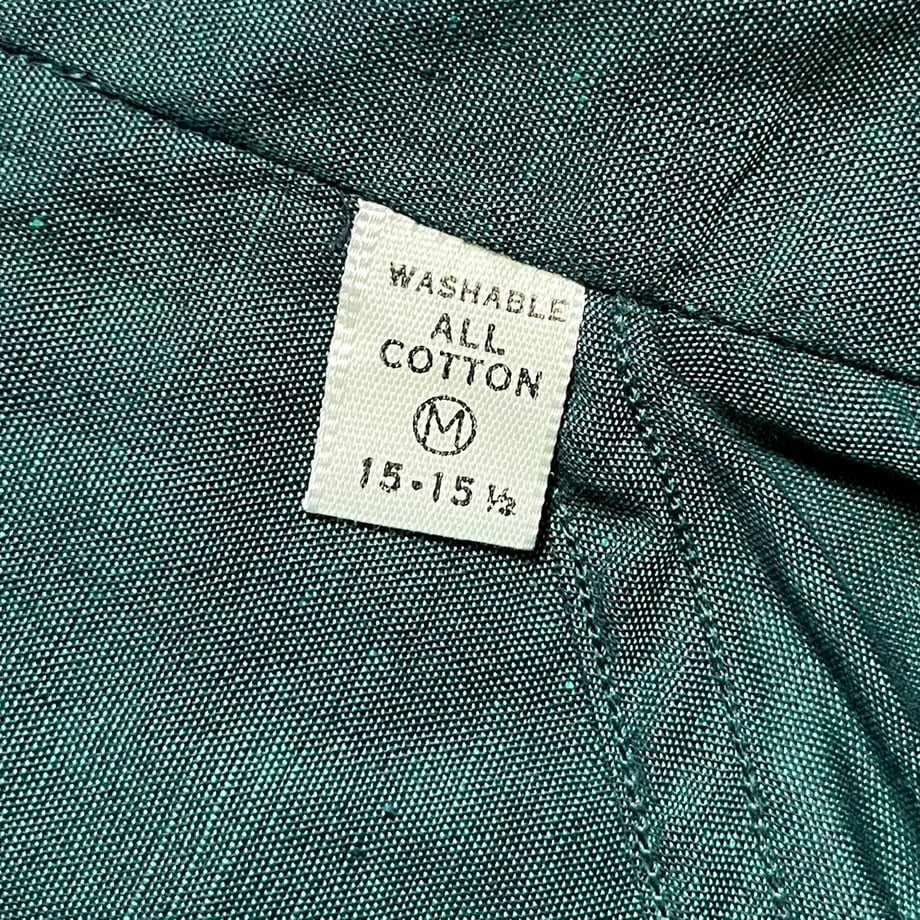 WASHABLE
ALL
COTTON
M
15·15½